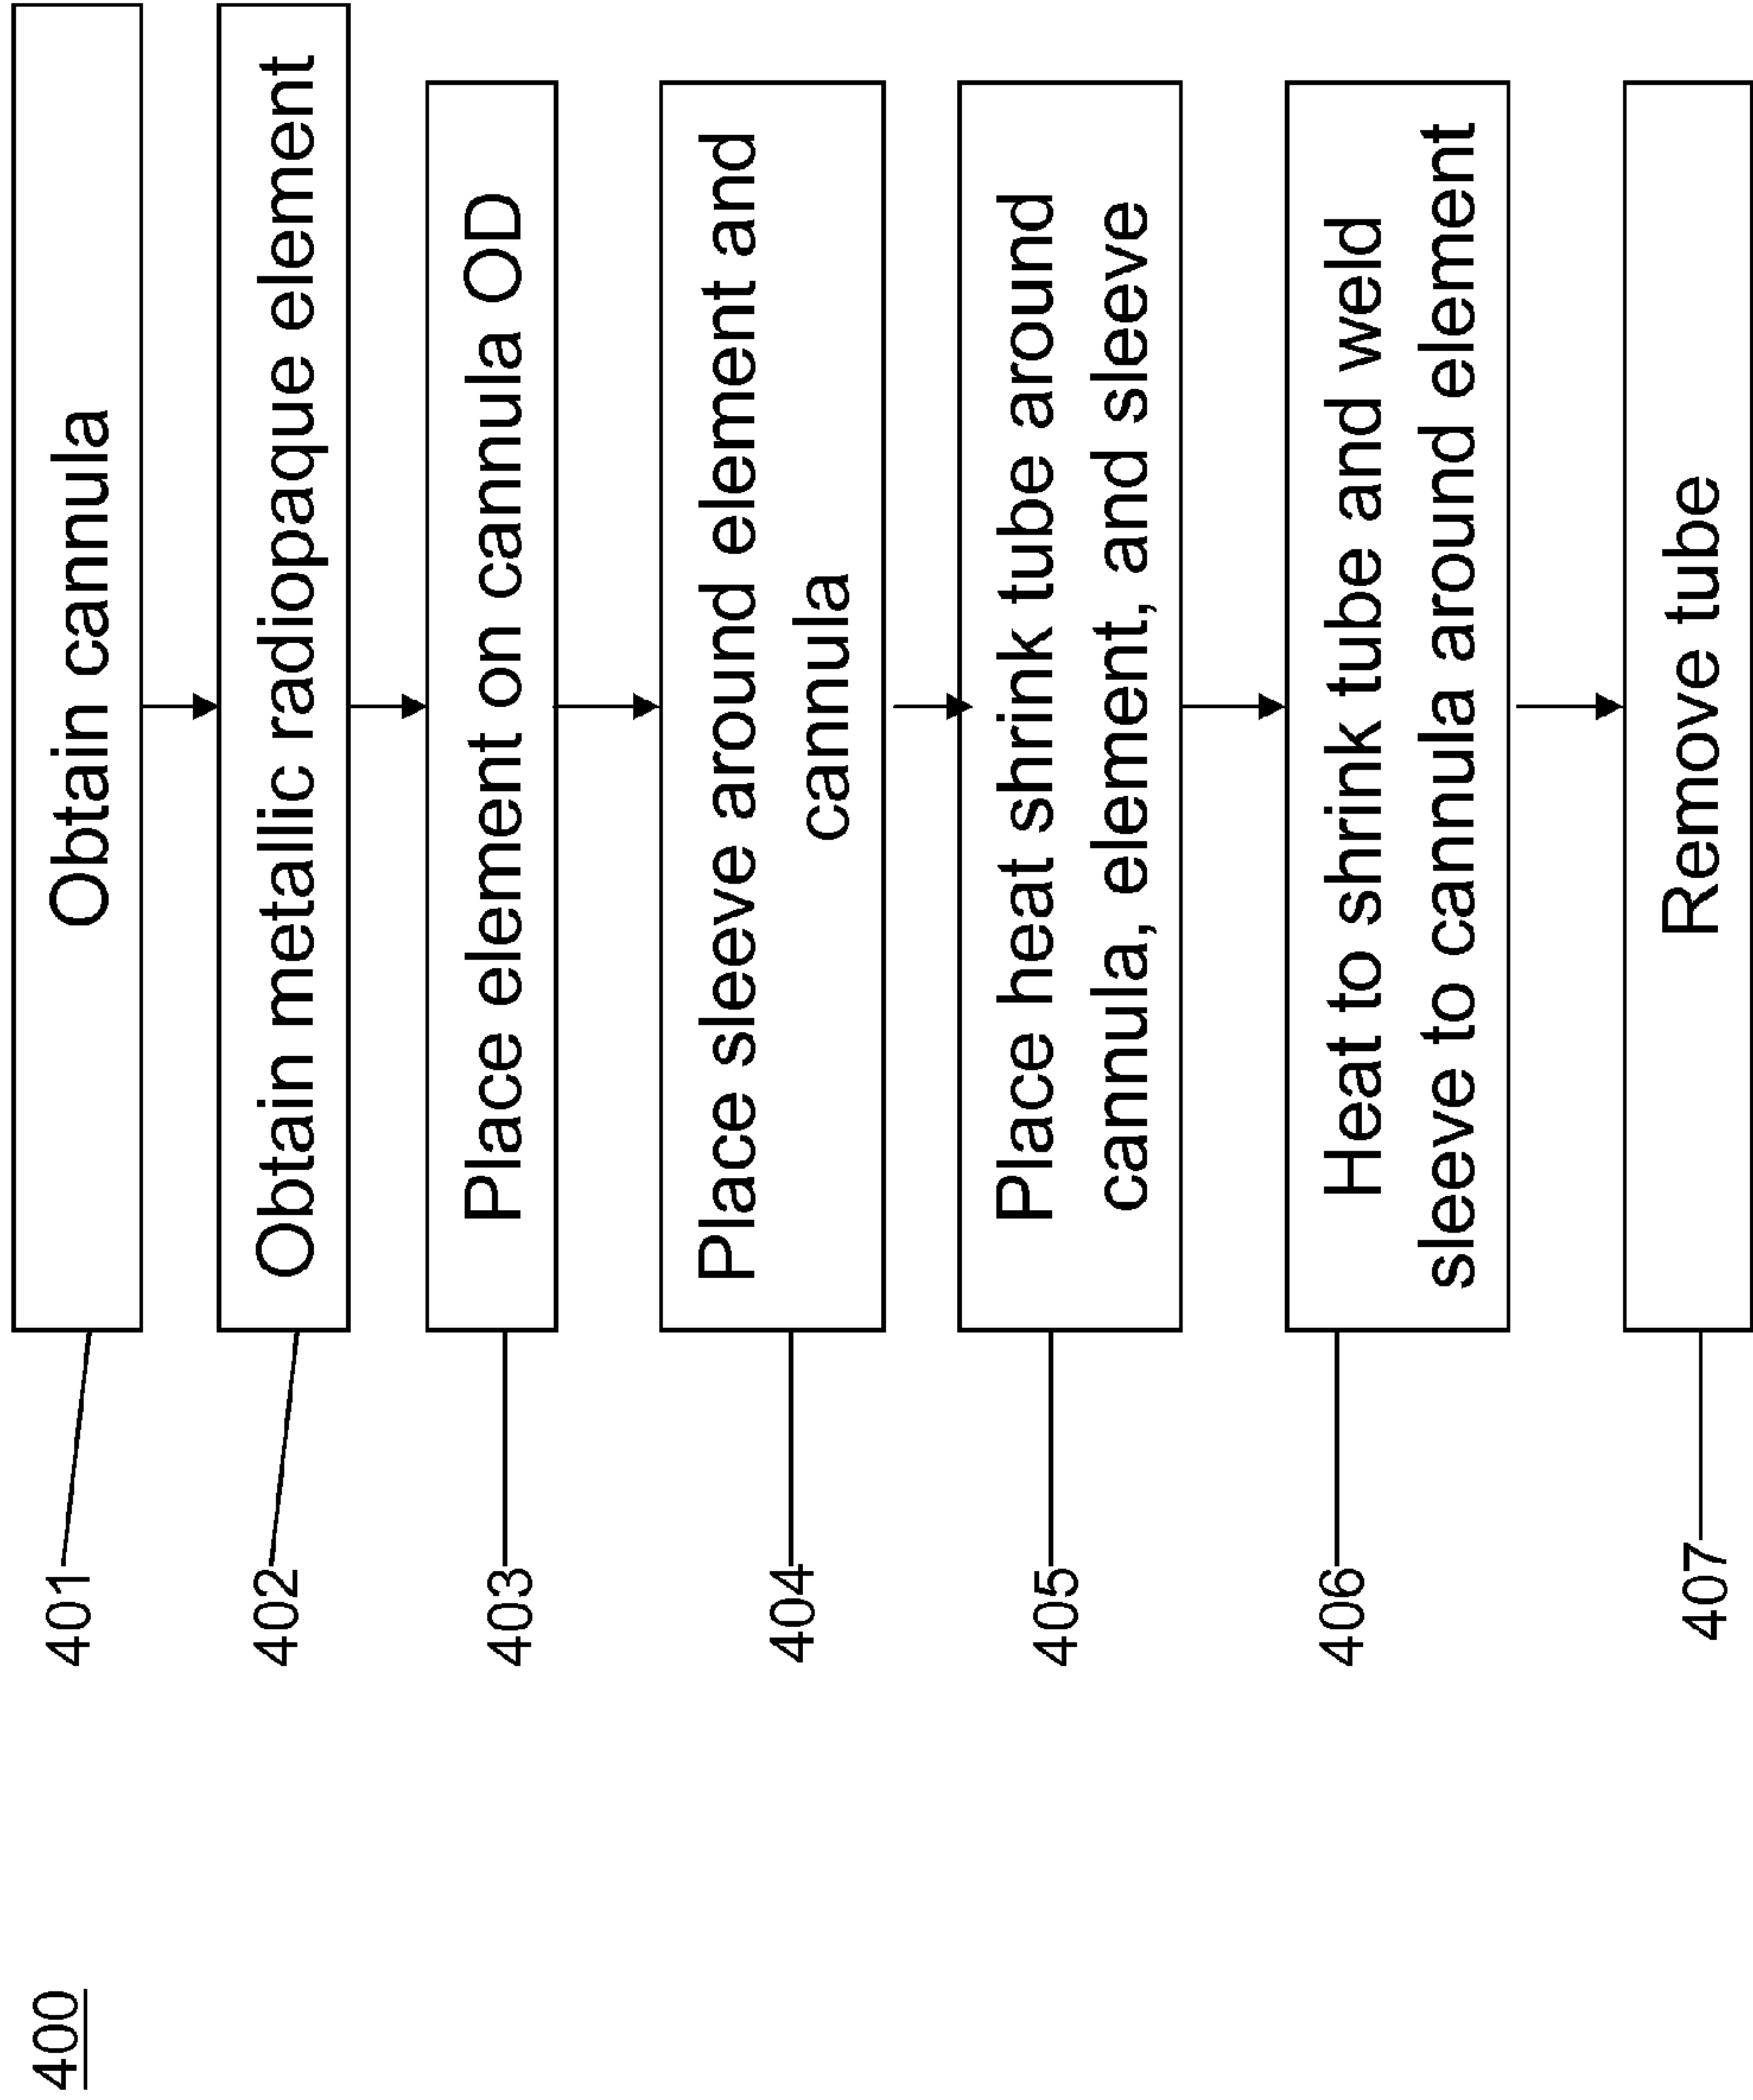 400
401
Obtain cannula
402
Obtain metallic radiopaque element
403
Place element on cannula OD
404
Place sleeve around element and
cannula
405
Place heat shrink tube around
cannula, element, and sleeve
406
Heat to shrink tube and weld
sleeve to cannula around element
407
Remove tube